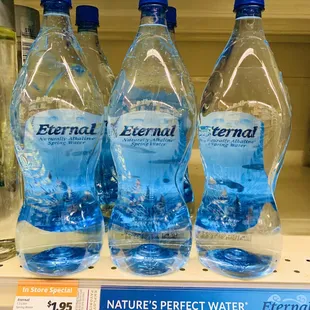 Eternal
Naturally Alkaline
Spring Water
Eternal
Naturally Alkaline
Spring Water
Eternal
Naturally Alkaline
Spring Water
In Store Special
Eternal
$1.95
NATURE'S PERFECT WATER
Eternal